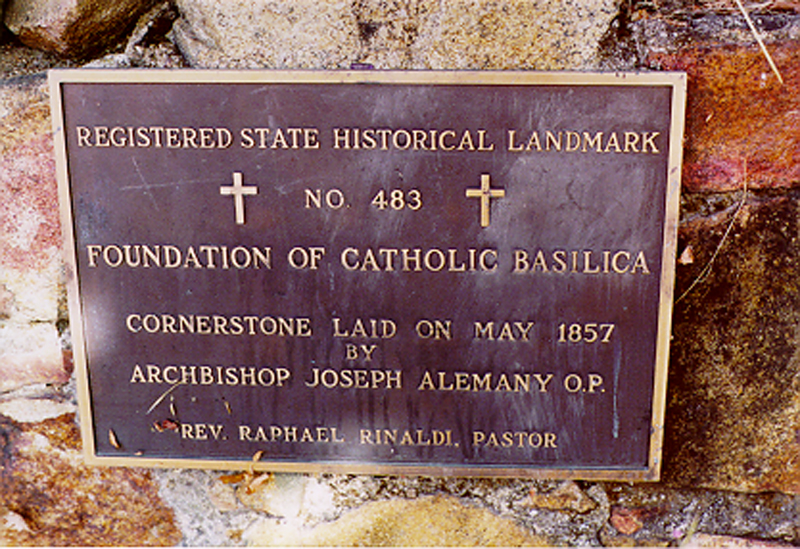 REGISTERED STATE HISTORICAL LANDMARK
NO. 483
FOUNDATION OF CATHOLIC BASILICA
CORNERSTONE LAID ON MAY 1857
BY
ARCHBISHOP JOSEPH ALEMANY O.P.
REV. RAPHAEL RINALDI. PASTOR